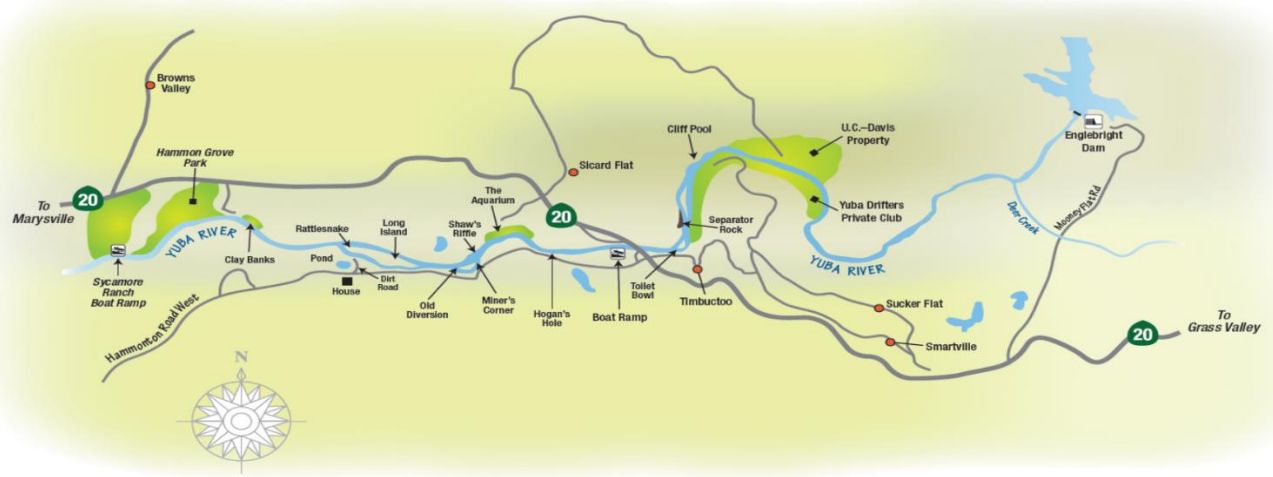 Browns
Valley
Hammon Grove
Park
To
Marysville
20
YUBA RIVER
Sycamore
Ranch
Boat Ramp
Clay Banks
Hammonton Road West
Rattlesnake
Pond
House
Dirt
Road
Long
Island
Old
Diversion
Shaw's
Riffle
The
Aquarium
Miner's
Corner
Hogan's
Hole
Sicard Flat
20
Boat Ramp
Toilet
Bowl
Timbuctoo
Cliff Pool
Separator
Rock
U.C.–Davis
Property
Yuba Drifters
Private Club
YUBA RIVER
Sucker Flat
Smartville
Englebright
Dam
Deer Creek
Mooney Flat Rd
20
To
Grass Valley
N